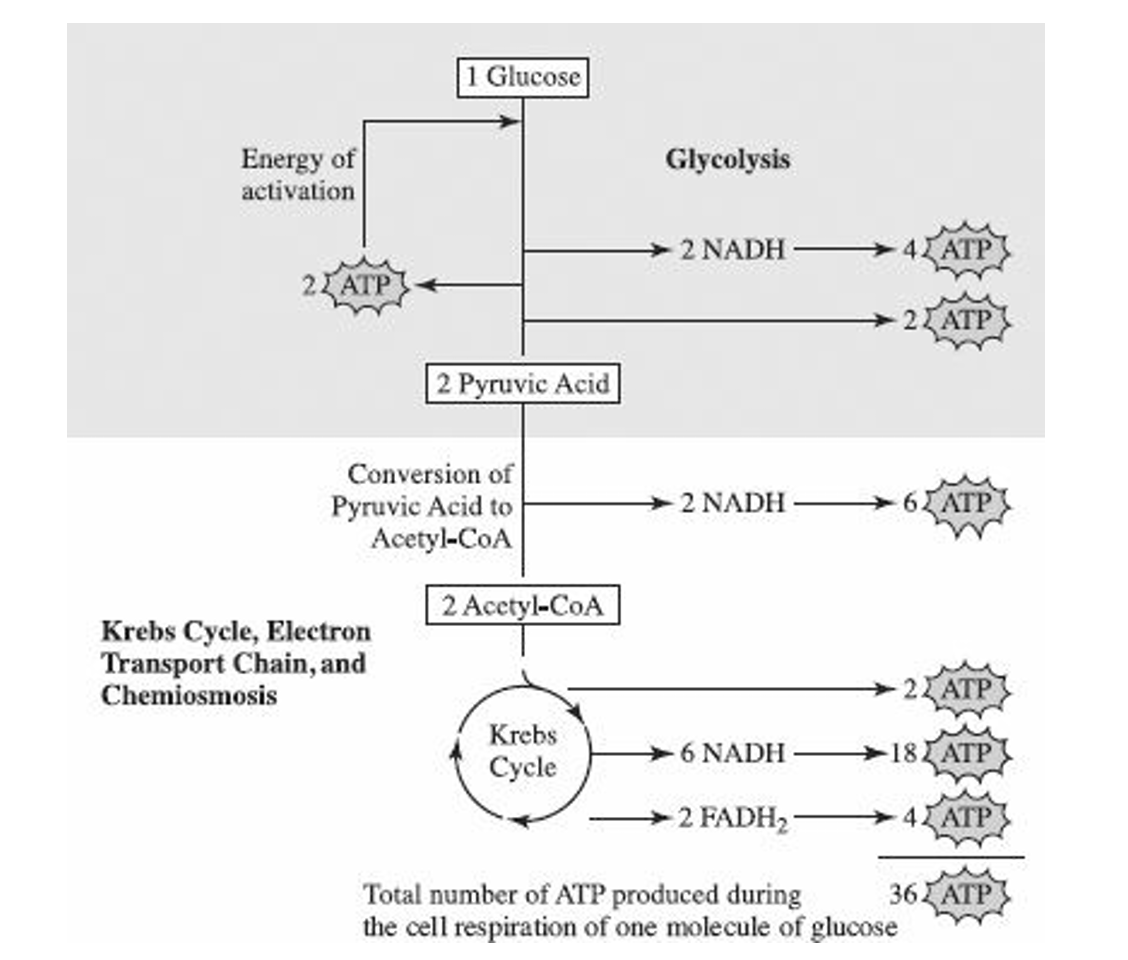 1 Glucose
Energy of
activation
Glycolysis
2 NADH 4 ATP
2 ATP
2 ATP
2 Pyruvic Acid
Conversion of
Pyruvic Acid to
Acetyl-CoA
2 NADH 6 ATP
2 Acetyl-CoA
Krebs Cycle, Electron
Transport Chain, and
Chemiosmosis
Krebs
Cycle
2 ATP
6 NADH 18 ATP
2 FADH₂ 4 ATP
Total number of ATP produced during
the cell respiration of one molecule of glucose
36 ATP